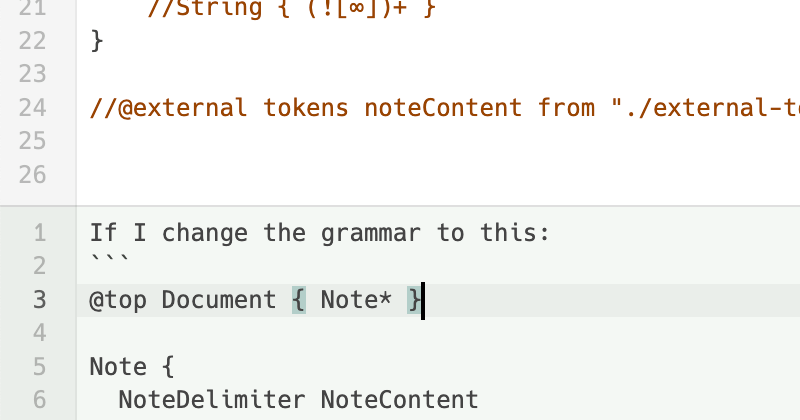 21 //String { (![∞])+ }
22 }
23
24 //@external tokens noteContent from "./external-t
25
26
1 If I change the grammar to this:
2 ```
3 @top Document { Note* }
4
5 Note {
6 NoteDelimiter NoteContent